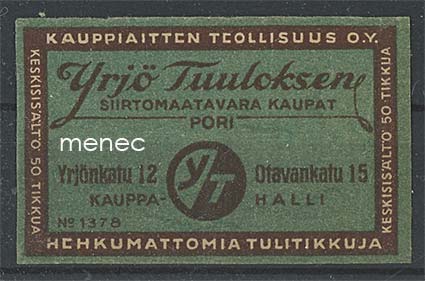 KAUPPIAITTEN TEOLLISUUS O.Y.
KESKISISÄLTÖ 50 TIKKUA
Yrjö Tuuloksen
SIIRTOMAATAVARA KAUPAT
PORI
menec
Yrjönkatu 12 YT Otavankatu 15
KAUPPA- HALLI
No 1378
KESKISISÄLTÖ 50 TIKKUA
HEHKUMATTOMIA TULITIKKUJA